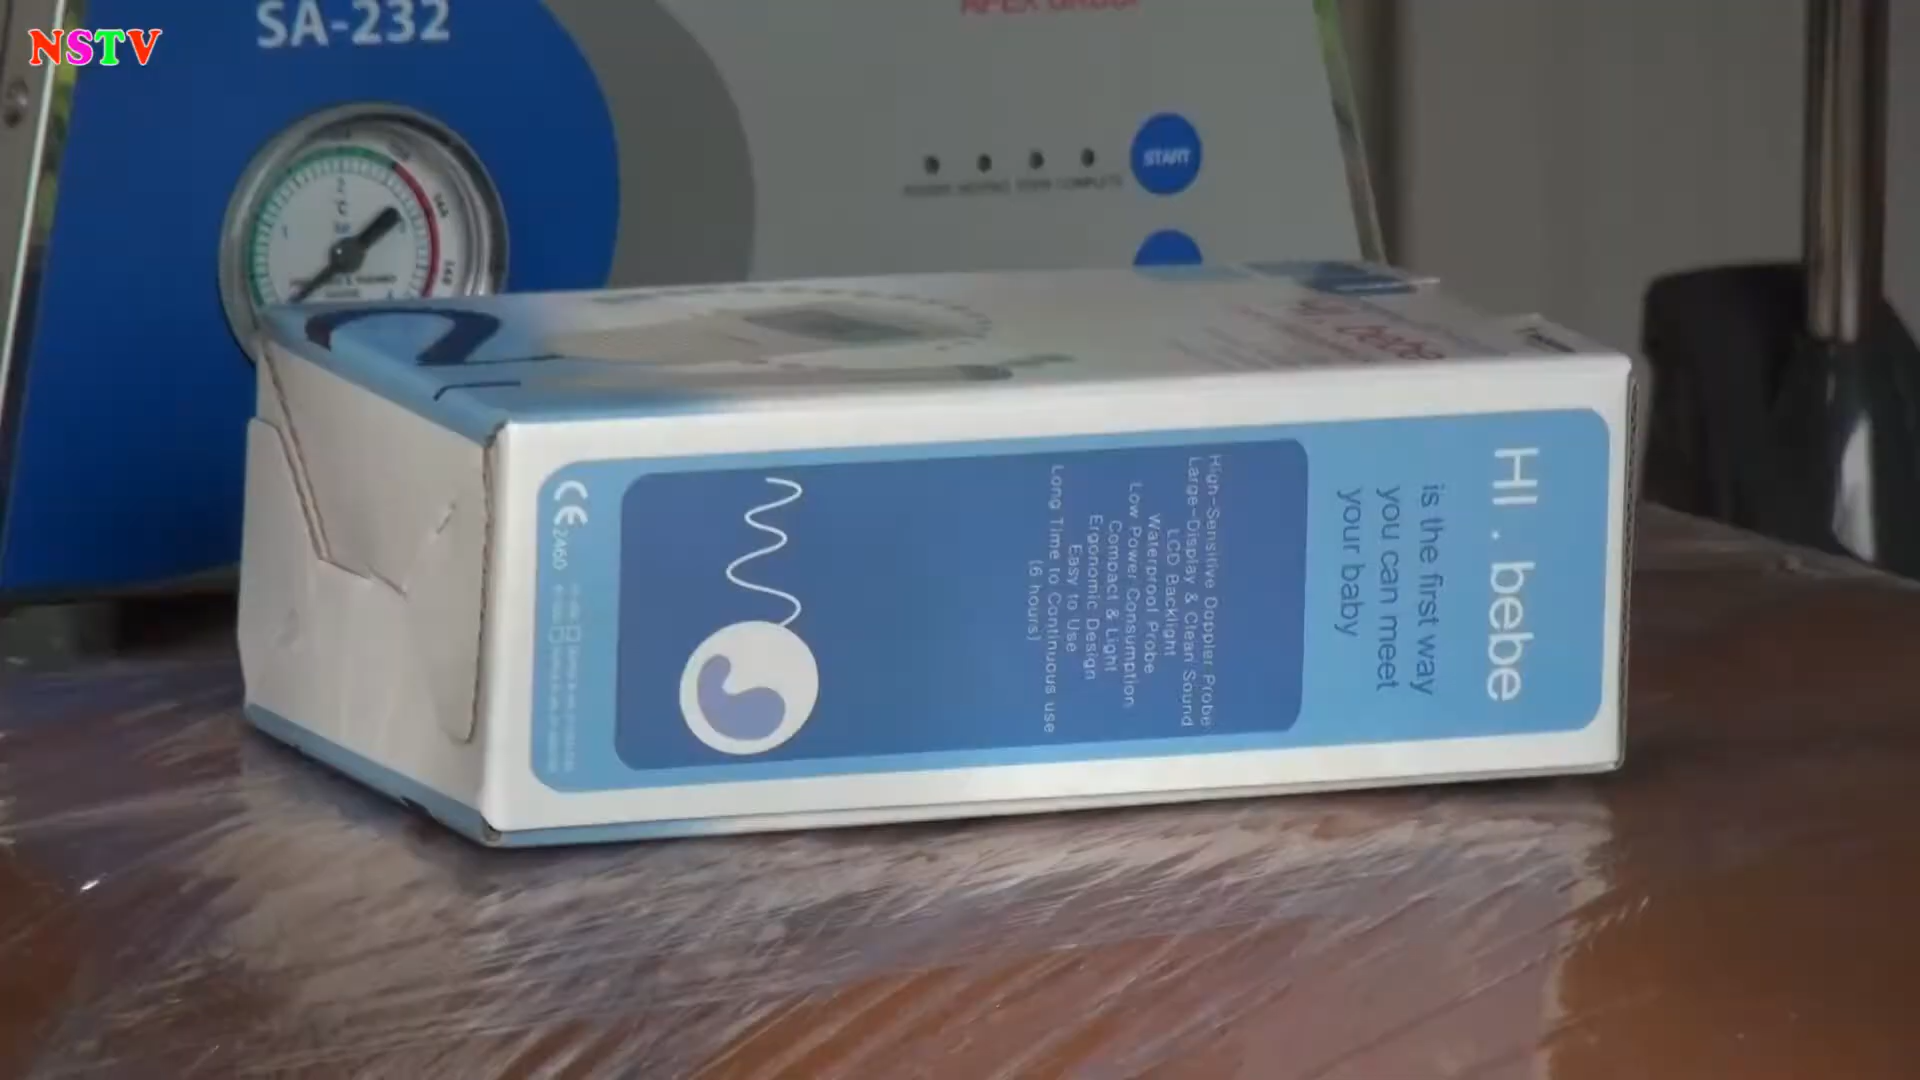 NSTV
SA-232
START
HI . bebe
is the first way
you can meet
your baby
High-Sensitive Doppler Probe
Large-Display & Clean Sound
LCD Backlight
Waterproof Probe
Low Power Consumption
Compact & Light
Ergonomic Design
Easy to Use
Long Time to Continuous use
(6 hours)
CE 2460